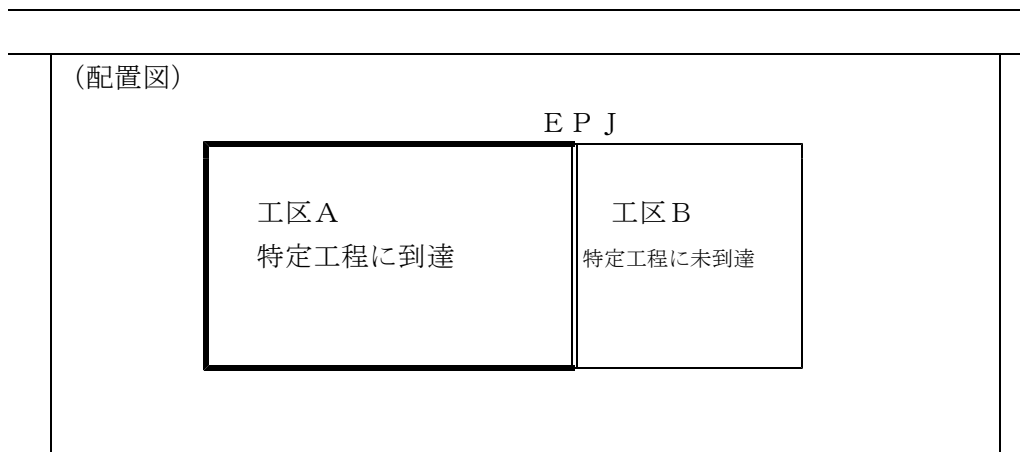 (配置図)
ＥＰＪ
工区Ａ
工区Ｂ
特定工程に到達
特定工程に未到達